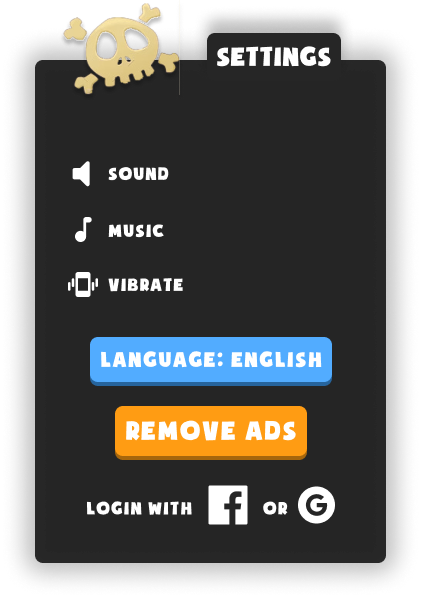 SETTINGS
SOUND
MUSIC
VIBRATE
LANGUAGE: ENGLISH
REMOVE ADS
LOGIN WITH f OR G